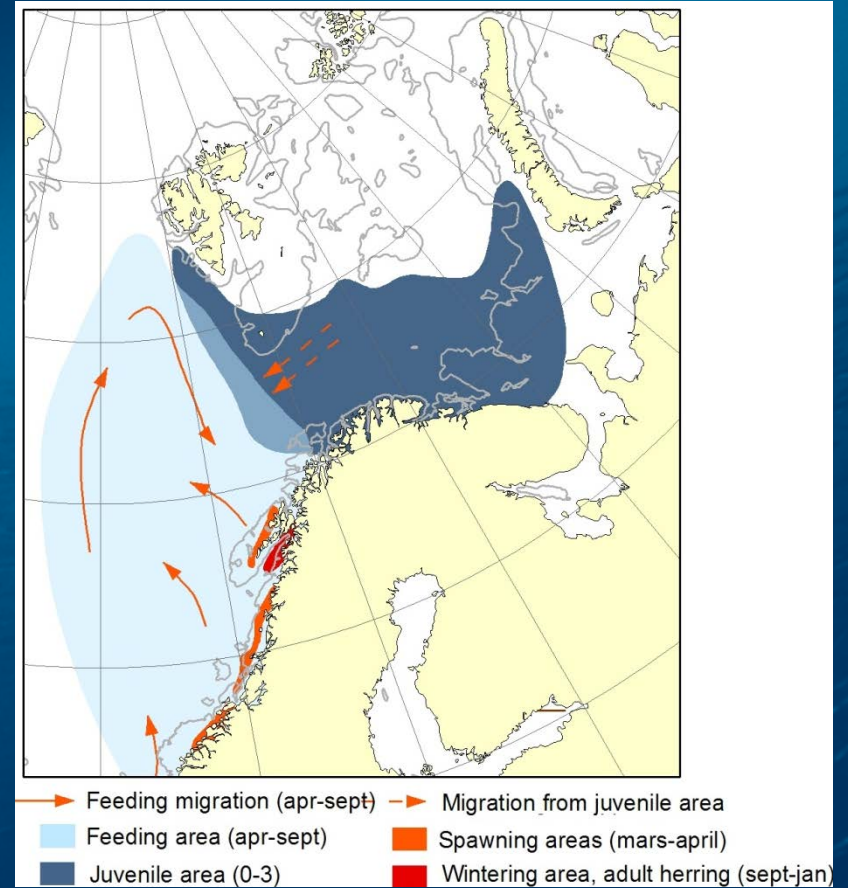 Feeding migration (apr-sept)
Migration from juvenile area
Feeding area (apr-sept)
Spawning areas (mars-april)
Juvenile area (0-3)
Wintering area, adult herring (sept-jan)